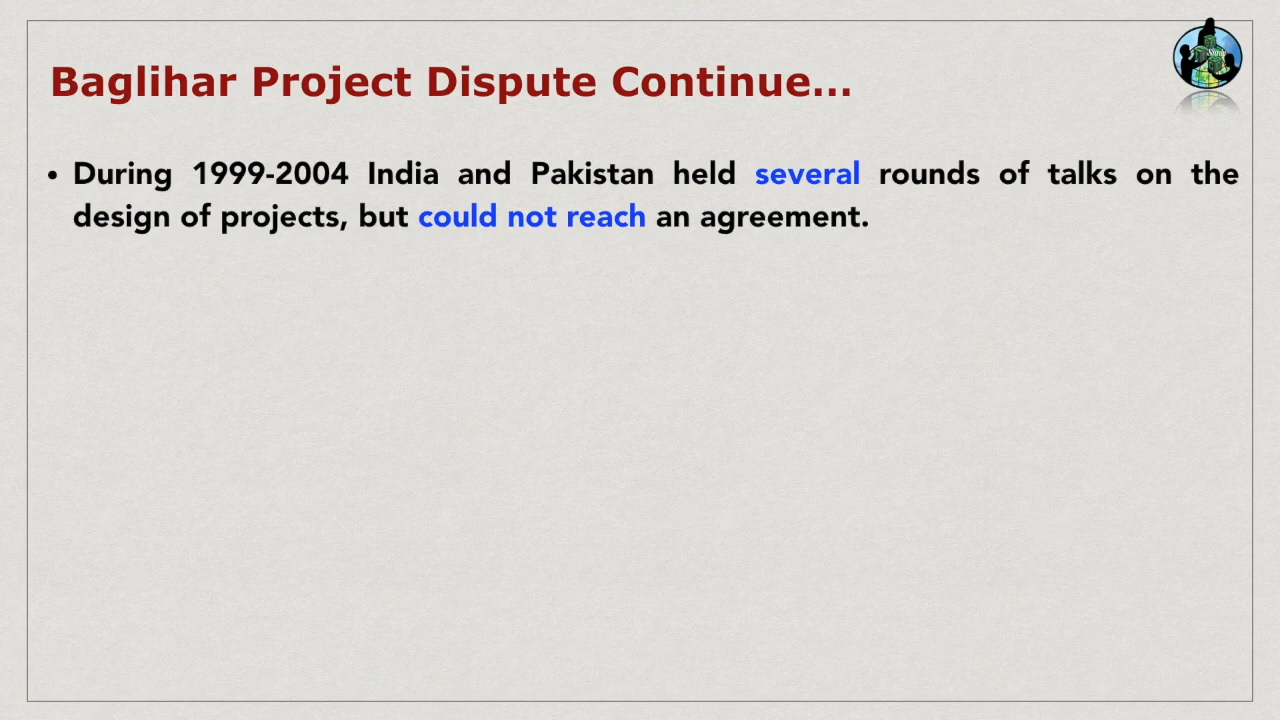 Baglihar Project Dispute Continue...
• During 1999-2004 India and Pakistan held several rounds of talks on the
design of projects, but could not reach an agreement.